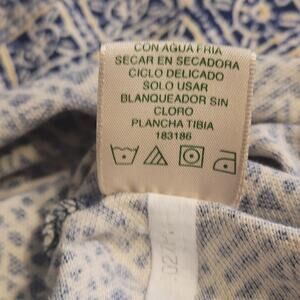 CON AGUA FRIA
SECAR EN SECADORA
CICLO DELICADO
SOLO USAR
BLANQUEADOR SIN
CLORO
PLANCHA TIBIA
183186